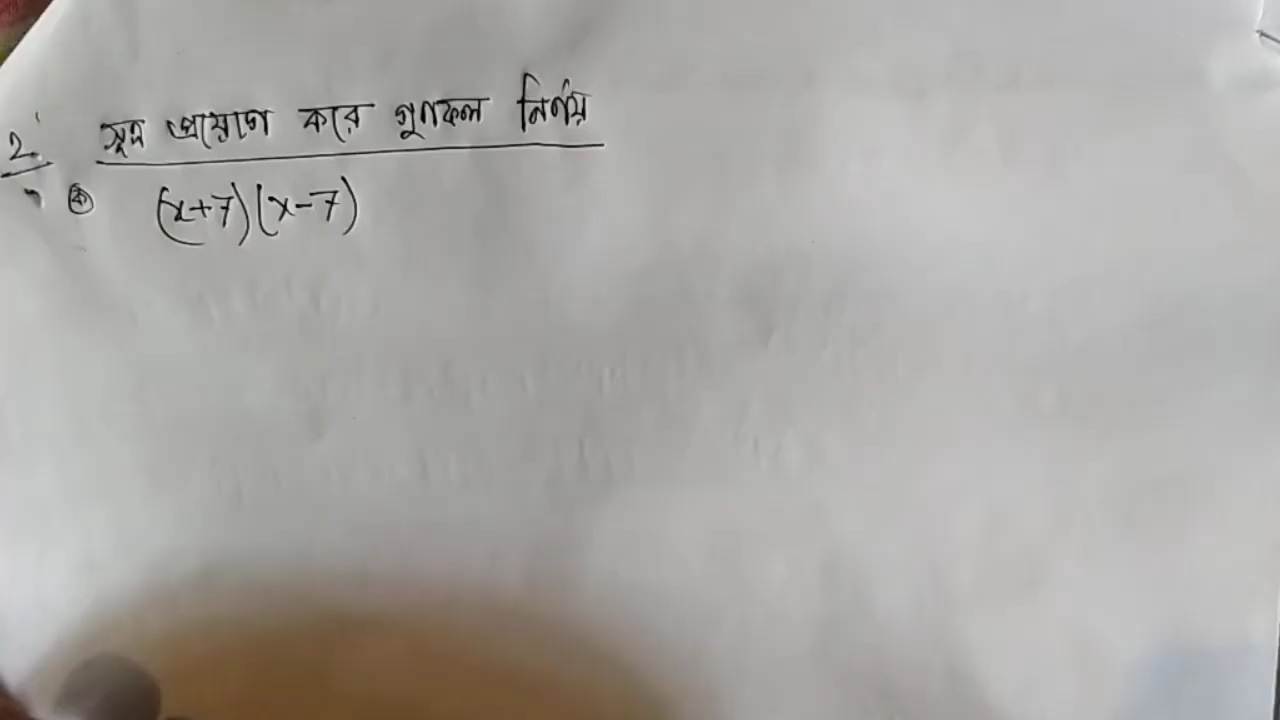 2. সূত্র প্রয়োগ করে গুণফল নির্ণয়
ক (x+7)(x-7)